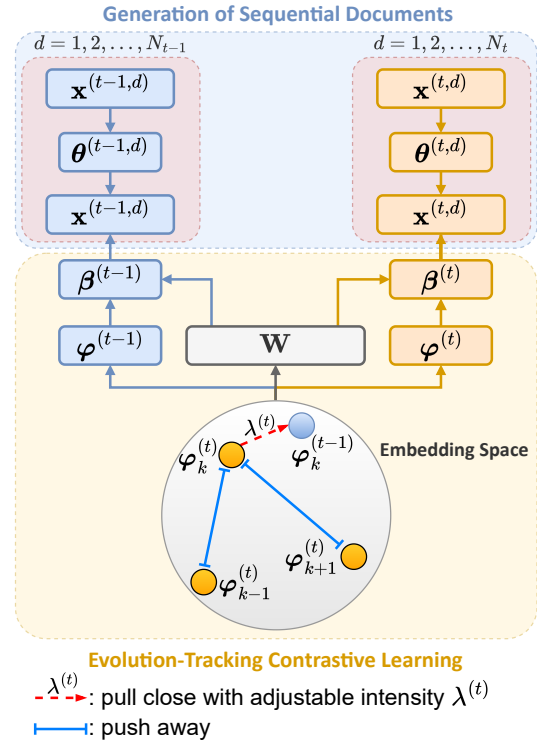 Generation of Sequential Documents
d = 1, 2, . . . , N_{t−1} d = 1, 2, . . . , N_t
x^{(t−1,d)} x^{(t,d)}
θ^{(t−1,d)} θ^{(t,d)}
x^{(t−1,d)} x^{(t,d)}
β^{(t−1)} β^{(t)}
φ^{(t−1)} W φ^{(t)}
λ^{(t)}
φ_k^{(t)} φ_k^{(t−1)} Embedding Space
φ_{k−1}^{(t)} φ_{k+1}^{(t)}
Evolution-Tracking Contrastive Learning
λ^{(t)} : pull close with adjustable intensity λ^{(t)}
: push away